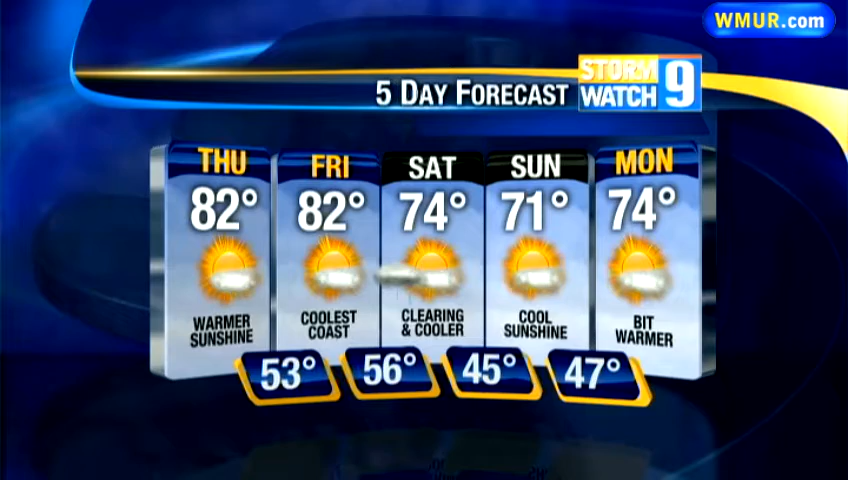 WMUR.com
5 DAY FORECAST
STORM
WATCH 9
THU FRI SAT SUN MON
82° 82° 74° 71° 74°
WARMER
SUNSHINE
COOLEST
COAST
CLEARING
& COOLER
COOL
SUNSHINE
BIT
WARMER
53° 56° 45° 47°